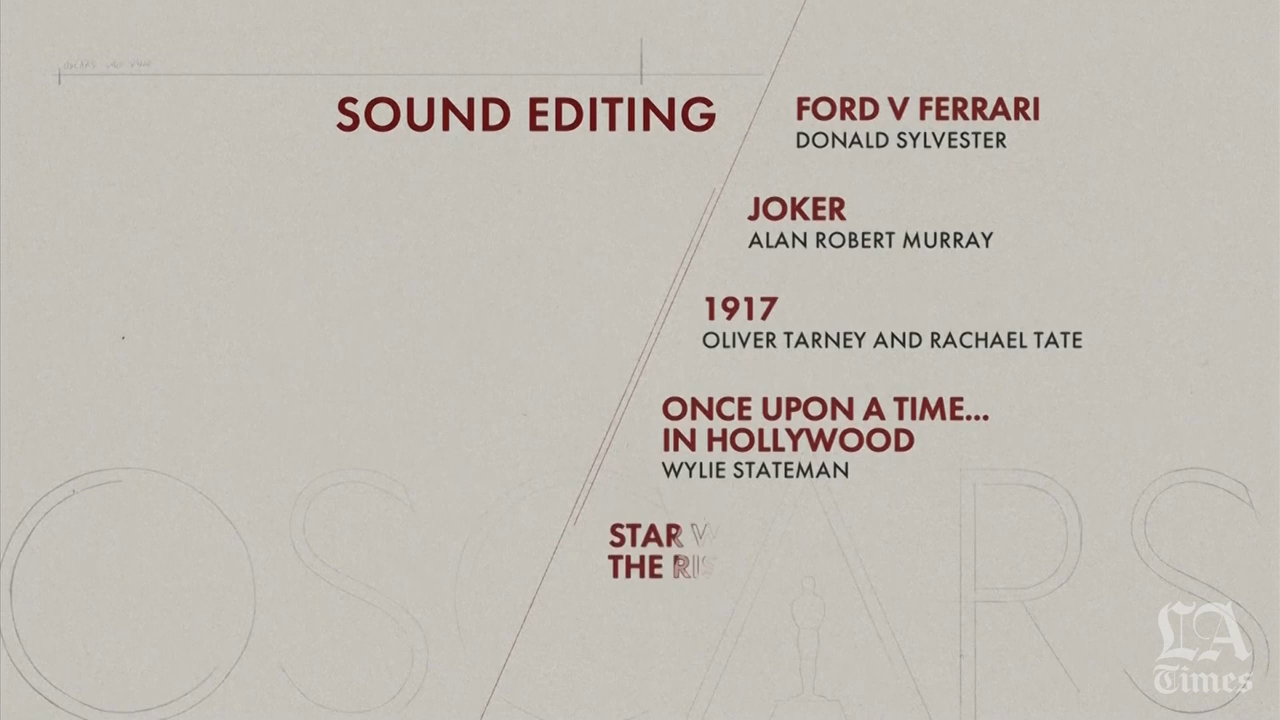 SOUND EDITING
FORD V FERRARI
DONALD SYLVESTER
JOKER
ALAN ROBERT MURRAY
1917
OLIVER TARNEY AND RACHAEL TATE
ONCE UPON A TIME...
IN HOLLYWOOD
WYLIE STATEMAN
STAR W
THE RIS
OSCARS
LA
Times